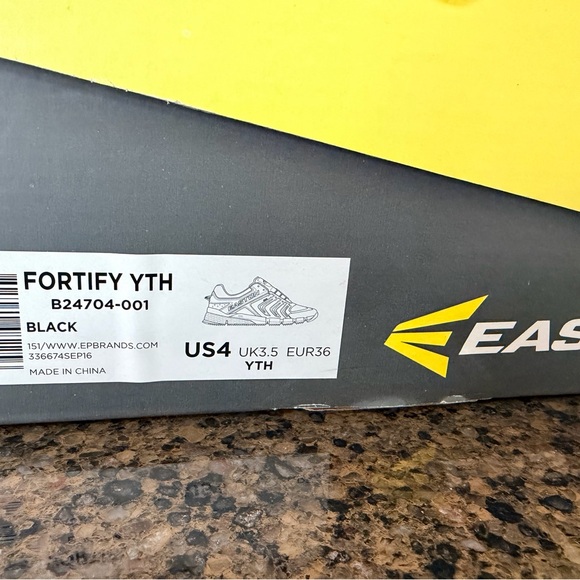 FORTIFY YTH
B24704-001
BLACK
151/WWW.EPBRANDS.COM
336674SEP16
MADE IN CHINA
EASTON
US4 UK3.5 EUR36
YTH
EAS